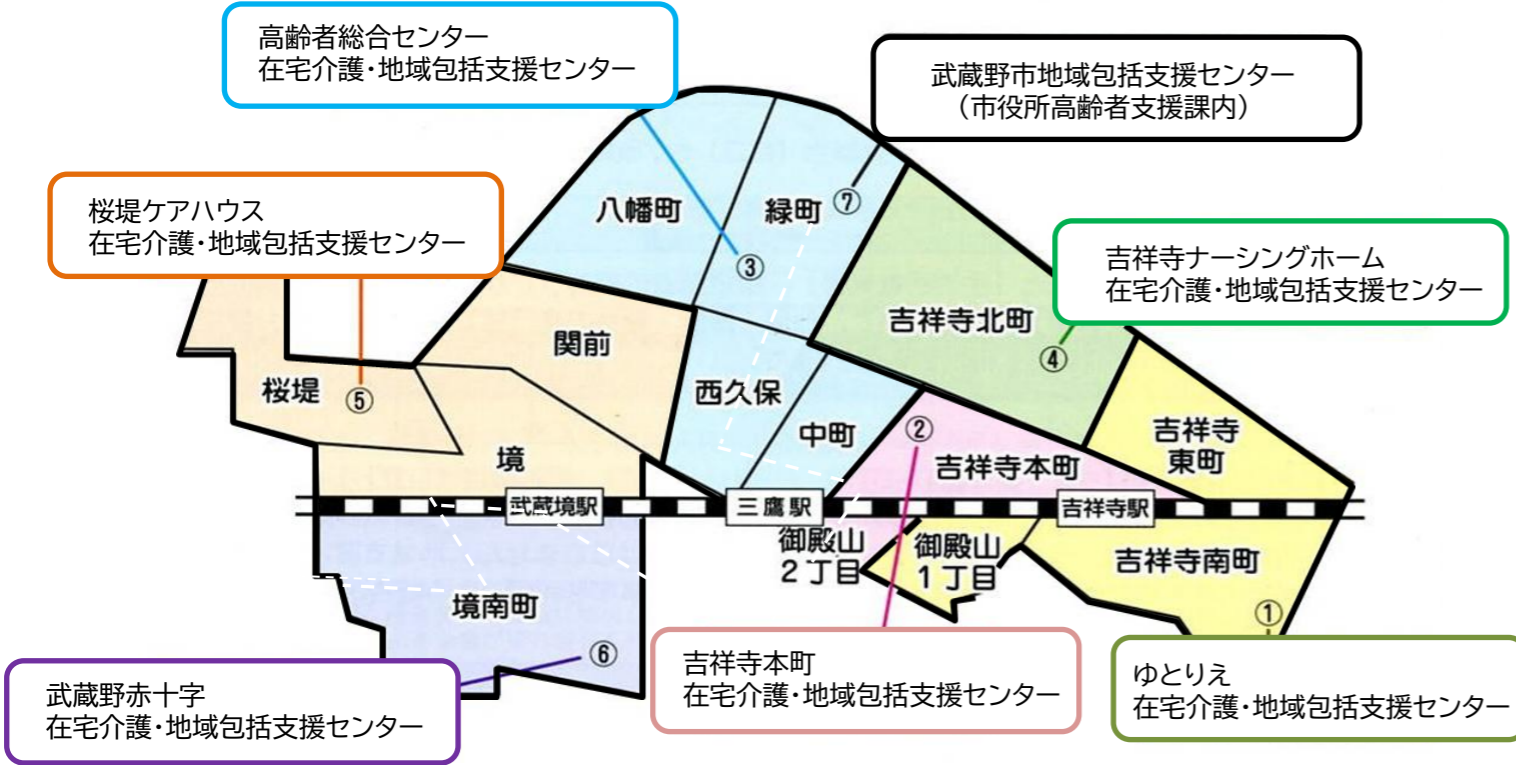 高齢者総合センター
在宅介護・地域包括支援センター
武蔵野市地域包括支援センター
（市役所高齢者支援課内）
桜堤ケアハウス
在宅介護・地域包括支援センター
八幡町
緑町
⑦
③
吉祥寺ナーシングホーム
在宅介護・地域包括支援センター
吉祥寺北町
④
関前
桜堤
⑤
西久保
中町
②
吉祥寺
東町
境
吉祥寺本町
武蔵境駅
三鷹駅
吉祥寺駅
御殿山
２丁目
御殿山
１丁目
吉祥寺南町
境南町
①
⑥
武蔵野赤十字
在宅介護・地域包括支援センター
吉祥寺本町
在宅介護・地域包括支援センター
ゆとりえ
在宅介護・地域包括支援センター